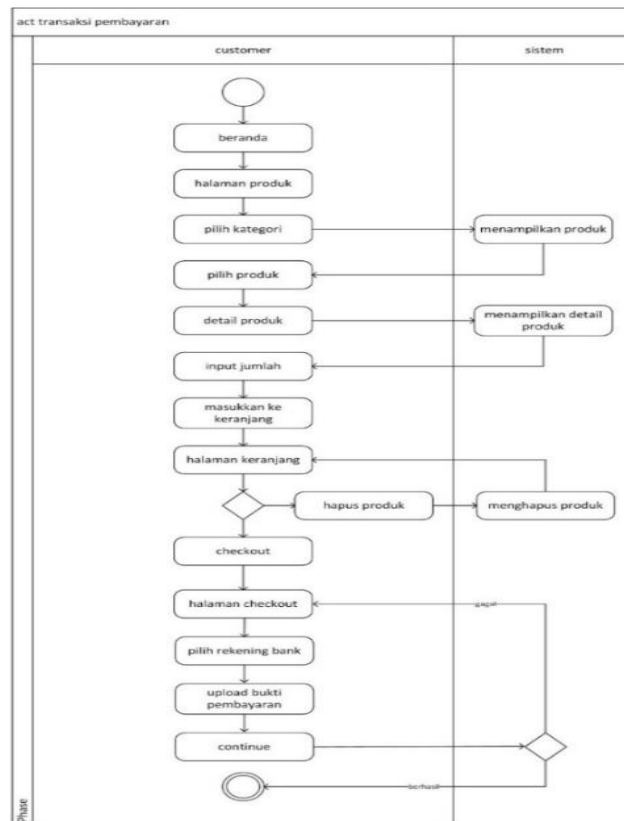 act transaksi pembayaran
customer
sistem
beranda
halaman produk
pilih kategori
menampilkan produk
pilih produk
detail produk
menampilkan detail
produk
input jumlah
masukkan ke
keranjang
halaman keranjang
hapus produk
menghapus produk
checkout
halaman checkout
gagal
pilih rekening bank
upload bukti
pembayaran
continue
berhasil
Phase